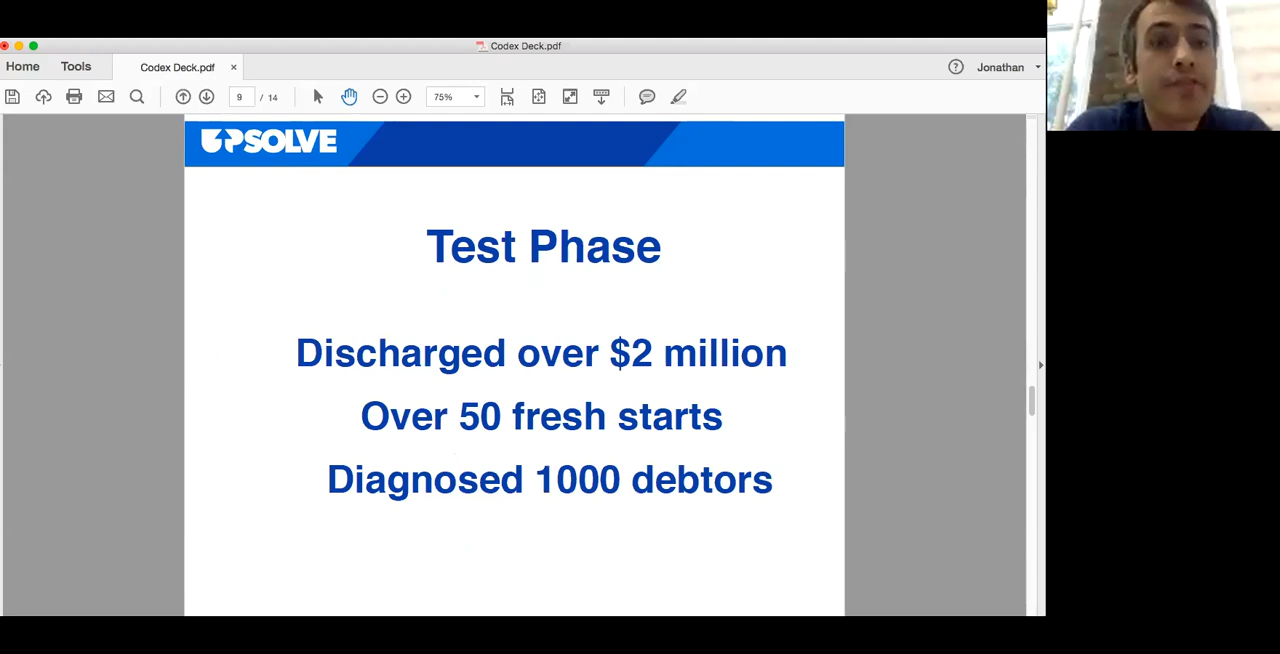 Codex Deck.pdf
Home
Tools
Codex Deck.pdf
×
Jonathan
9 / 14
75%
UPSOLVE
Test Phase
Discharged over $2 million
Over 50 fresh starts
Diagnosed 1000 debtors